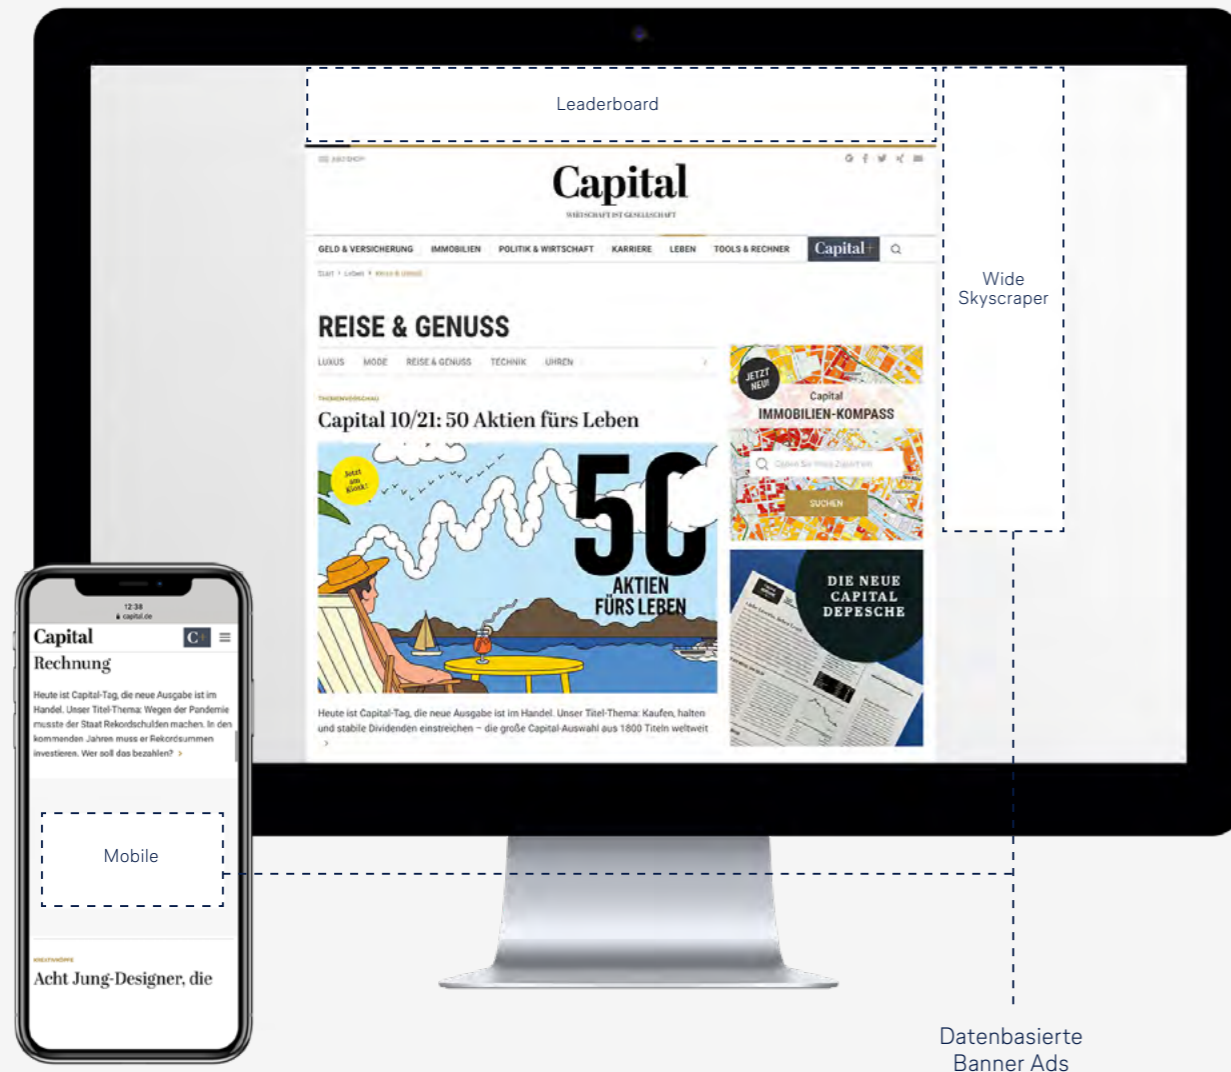 Leaderboard
Wide
Skyscraper
Capital
WIRTSCHAFT IST GESELLSCHAFT
GELD & VERSICHERUNG IMMOBILIEN POLITIK & WIRTSCHAFT KARRIERE LEBEN TOOLS & RECHNER Capital+
Start Leben Reise & Genuss
REISE & GENUSS
LUXUS MODE REISE & GENUSS TECHNIK UHREN
THEMENVORSCHAU
Capital 10/21: 50 Aktien fürs Leben
Jetzt
am
Kiosk!
50
AKTIEN
FÜRS LEBEN
Heute ist Capital-Tag, die neue Ausgabe ist im Handel. Unser Titel-Thema: Kaufen, halten
und stabile Dividenden einstreichen – die große Capital-Auswahl aus 1800 Titeln weltweit
>
JETZT
NEU!
Capital
IMMOBILIEN-KOMPASS
SUCHEN
DIE NEUE
CAPITAL
DEPESCHE
12:38
capital.de
Capital C+
Rechnung
Heute ist Capital-Tag, die neue Ausgabe ist im
Handel. Unser Titel-Thema: Wegen der Pandemie
musste der Staat Rekordschulden machen. In den
kommenden Jahren muss er Rekordsummen
investieren. Wer soll das bezahlen? >
Mobile
KREATIVKÖPFE
Acht Jung-Designer, die
Datenbasierte
Banner Ads